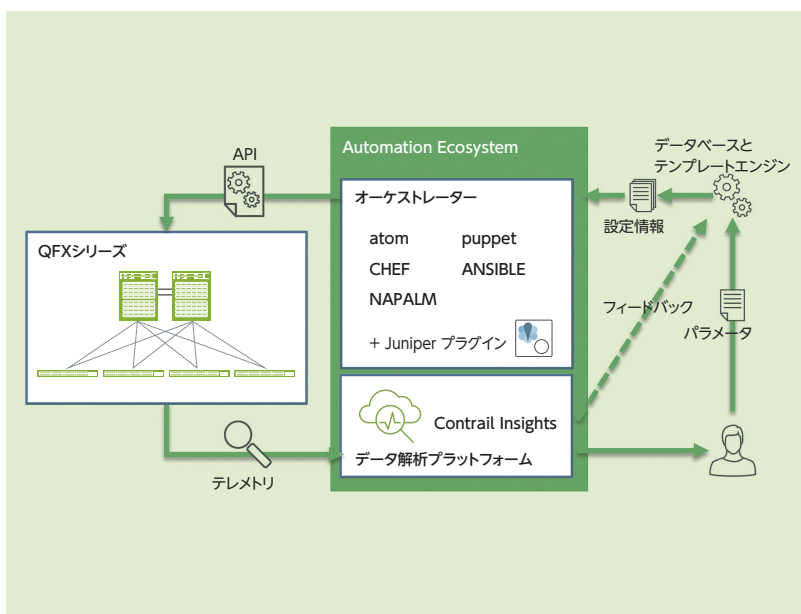 API
Automation Ecosystem
データベースと
テンプレートエンジン
オーケストレーター
設定情報
atom puppet
CHEF ANSIBLE
NAPALM
+ Juniper プラグイン
QFXシリーズ
フィードバック
パラメータ
Contrail Insights
データ解析プラットフォーム
テレメトリ